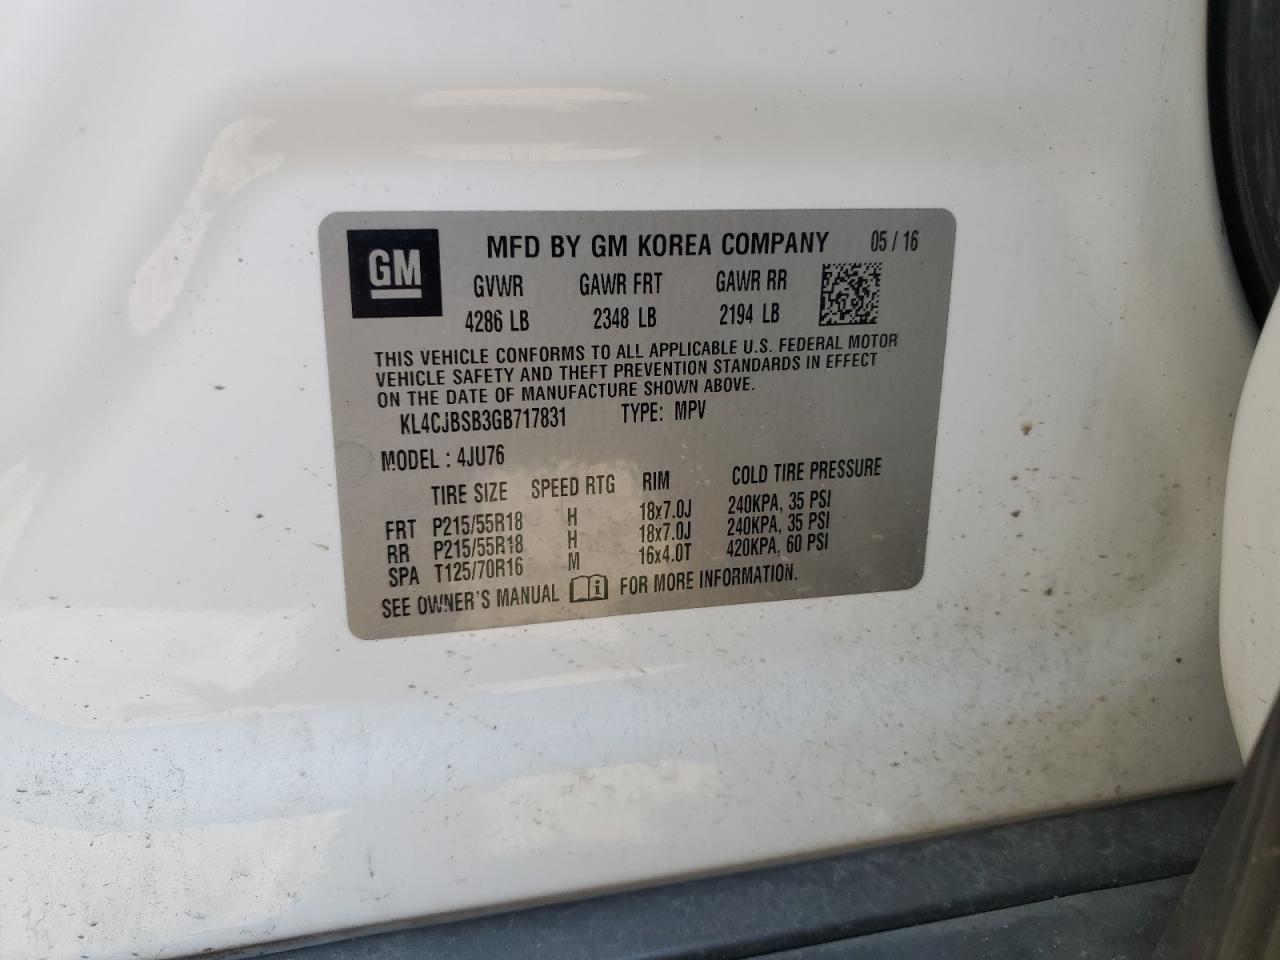 GM MFD BY GM KOREA COMPANY 05 / 16
GVWR GAWR FRT GAWR RR
4286 LB 2348 LB 2194 LB
THIS VEHICLE CONFORMS TO ALL APPLICABLE U.S. FEDERAL MOTOR
VEHICLE SAFETY AND THEFT PREVENTION STANDARDS IN EFFECT
ON THE DATE OF MANUFACTURE SHOWN ABOVE.
KL4CJBSB3GB717831 TYPE: MPV
MODEL : 4JU76
TIRE SIZE SPEED RTG RIM COLD TIRE PRESSURE
FRT P215/55R18 H 18x7.0J 240KPA, 35 PSI
RR P215/55R18 H 18x7.0J 240KPA, 35 PSI
SPA T125/70R16 M 16x4.0T 420KPA, 60 PSI
SEE OWNER'S MANUAL i FOR MORE INFORMATION.